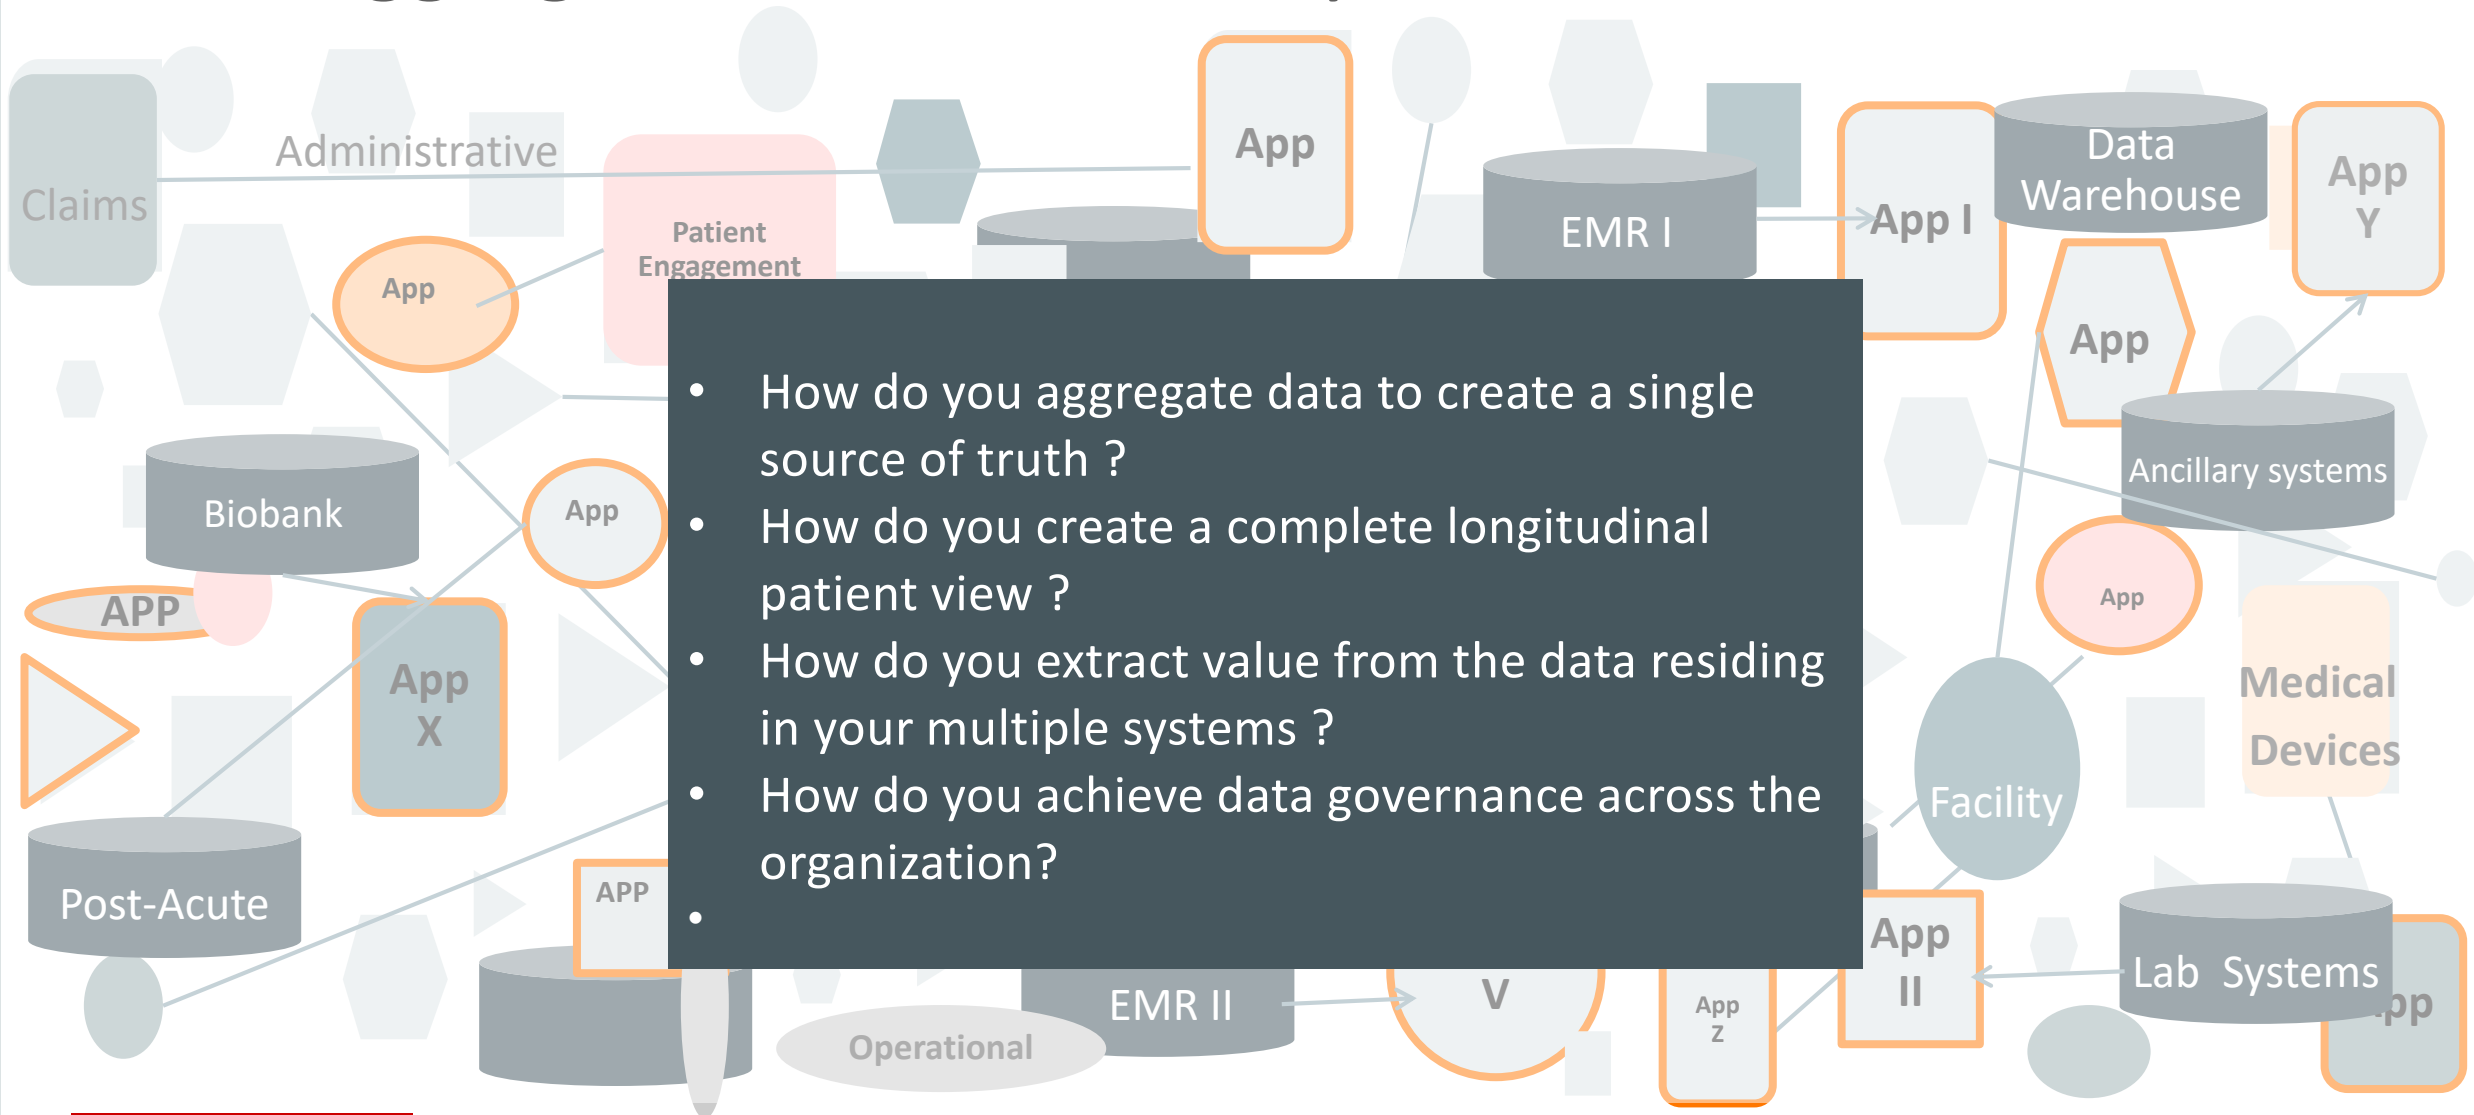 App
Data
Warehouse
Administrative
App
Y
Claims
Patient
Engagement
EMR I
App I
App
App
• How do you aggregate data to create a single
source of truth ?
• How do you create a complete longitudinal
patient view ?
• How do you extract value from the data residing
in your multiple systems ?
• How do you achieve data governance across the
organization?
•
Ancillary systems
Biobank
App
App
APP
App
X
Medical
Devices
Facility
Post-Acute
APP
App
II
Lab Systems
EMR II
V
App
Z
Operational
pp